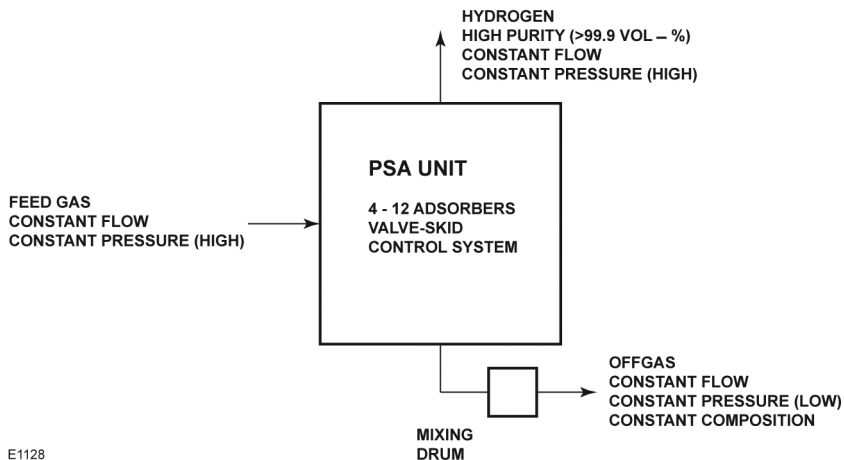 HYDROGEN
HIGH PURITY (>99.9 VOL – %)
CONSTANT FLOW
CONSTANT PRESSURE (HIGH)
PSA UNIT
4 - 12 ADSORBERS
VALVE-SKID
CONTROL SYSTEM
FEED GAS
CONSTANT FLOW
CONSTANT PRESSURE (HIGH)
OFFGAS
CONSTANT FLOW
CONSTANT PRESSURE (LOW)
CONSTANT COMPOSITION
MIXING
DRUM
E1128